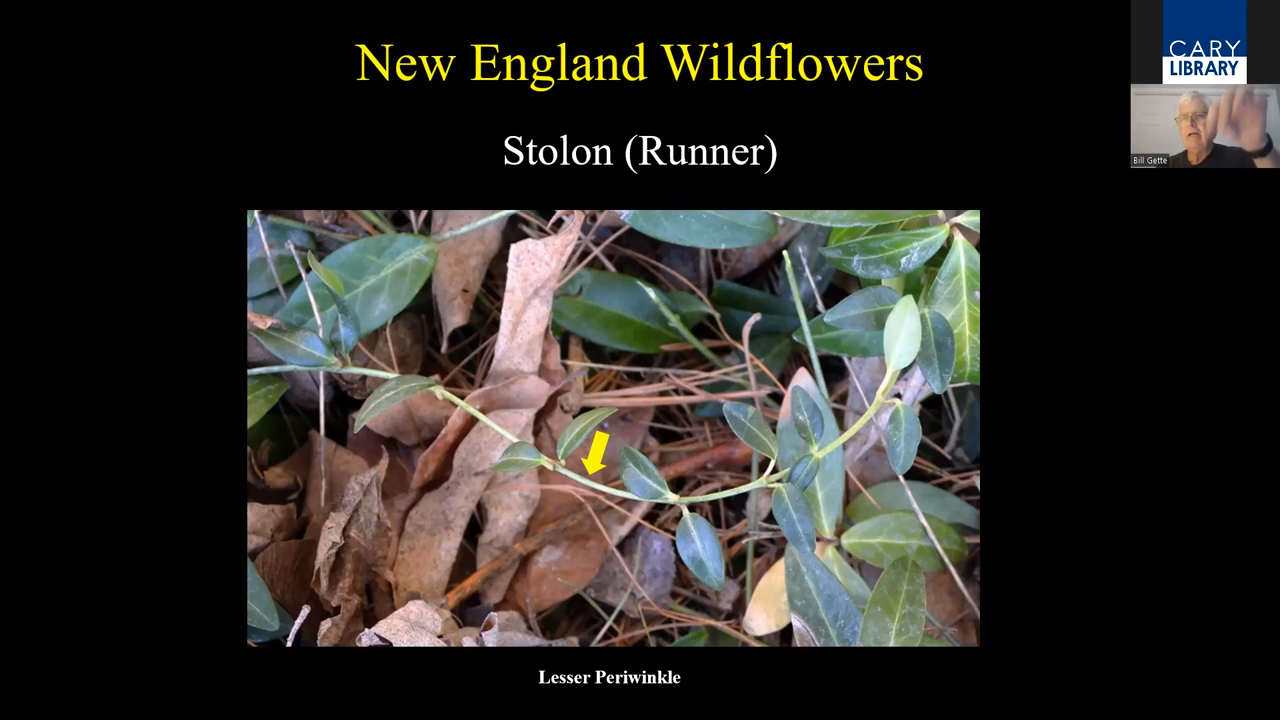 New England Wildflowers
Stolon (Runner)
CARY
LIBRARY
Bill Gette
Lesser Periwinkle